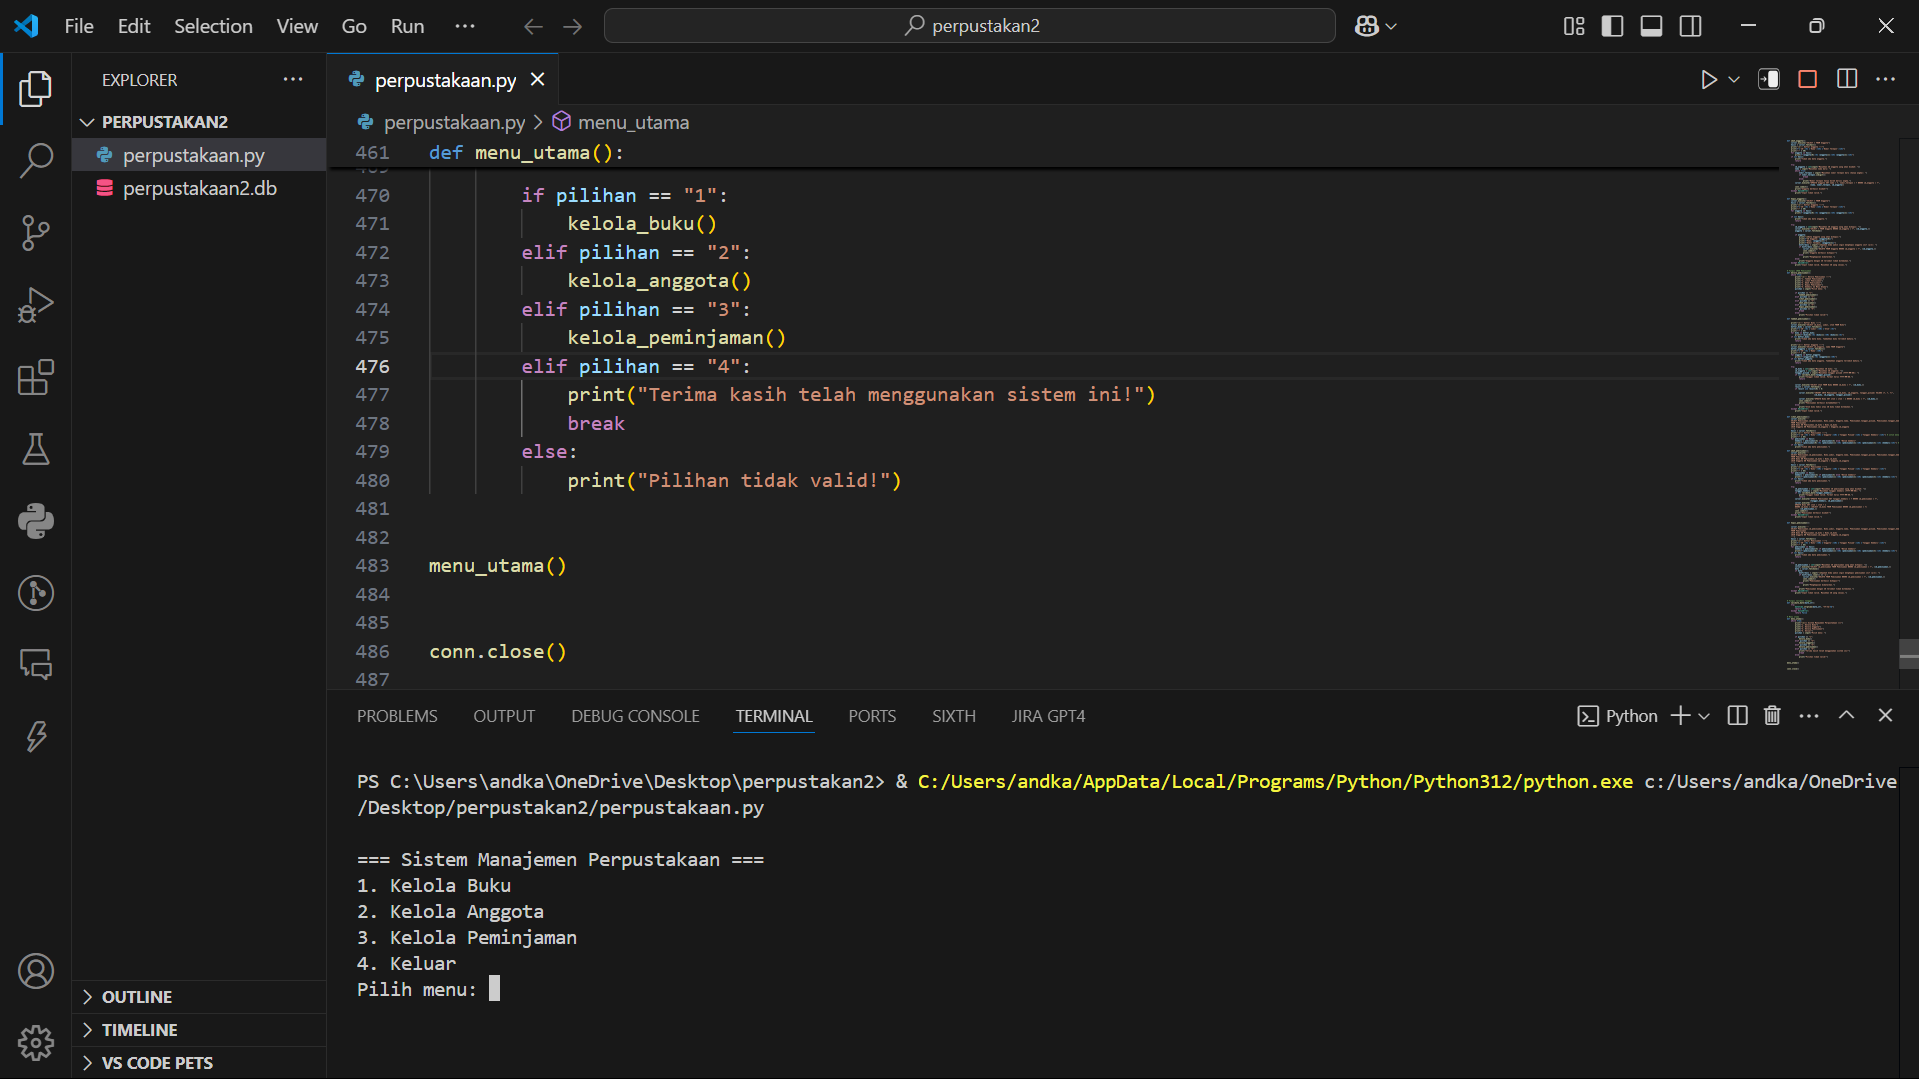 File Edit Selection View Go Run ···
perpustakan2
EXPLORER
PERPUSTAKAN2
perpustakaan.py
perpustakaan2.db
OUTLINE
TIMELINE
VS CODE PETS
perpustakaan.py
perpustakaan.py > menu_utama
461 def menu_utama():
470 if pilihan == "1":
471 kelola_buku()
472 elif pilihan == "2":
473 kelola_anggota()
474 elif pilihan == "3":
475 kelola_peminjaman()
476 elif pilihan == "4":
477 print("Terima kasih telah menggunakan sistem ini!")
478 break
479 else:
480 print("Pilihan tidak valid!")
481
482
483 menu_utama()
484
485
486 conn.close()
487
PROBLEMS OUTPUT DEBUG CONSOLE TERMINAL PORTS SIXTH JIRA GPT4
Python
PS C:\Users\andka\OneDrive\Desktop\perpustakan2> & C:/Users/andka/AppData/Local/Programs/Python/Python312/python.exe c:/Users/andka/OneDrive
/Desktop/perpustakan2/perpustakaan.py
=== Sistem Manajemen Perpustakaan ===
1. Kelola Buku
2. Kelola Anggota
3. Kelola Peminjaman
4. Keluar
Pilih menu: